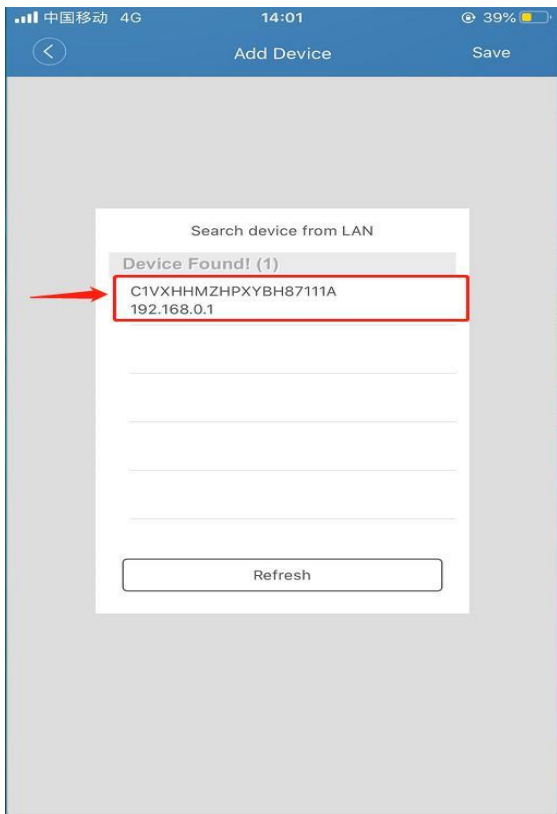 中国移动 4G 14:01 39%
Add Device Save
Search device from LAN
Device Found! (1)
C1VXHHMZHPXYBH87111A
192.168.0.1
Refresh